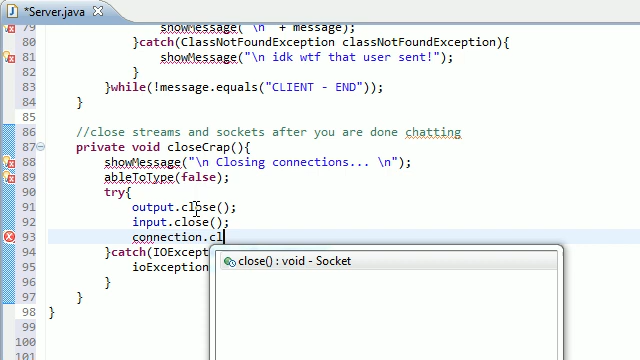 *Server.java
79 showMessage("\n " + message);
80 }catch(ClassNotFoundException classNotFoundException){
81 showMessage("\n idk wtf that user sent!");
82 }
83 }while(!message.equals("CLIENT - END"));
84 }
85
86 //close streams and sockets after you are done chatting
87 private void closeCrap(){
88 showMessage("\n Closing connections... \n");
89 ableToType(false);
90 try{
91 output.close();
92 input.close();
93 connection.cl
close() : void - Socket
94 }catch(IOExcept
95 ioException
96 }
97 }
98 }
99
100
101